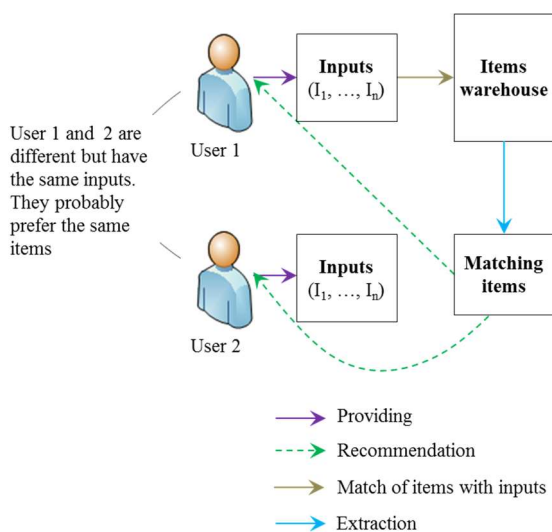 Inputs
(I1, …, In)
Items
warehouse
User 1
User 1 and 2 are
different but have
the same inputs.
They probably
prefer the same
items
Inputs
(I1, …, In)
Matching
items
User 2
Providing
Recommendation
Match of items with inputs
Extraction